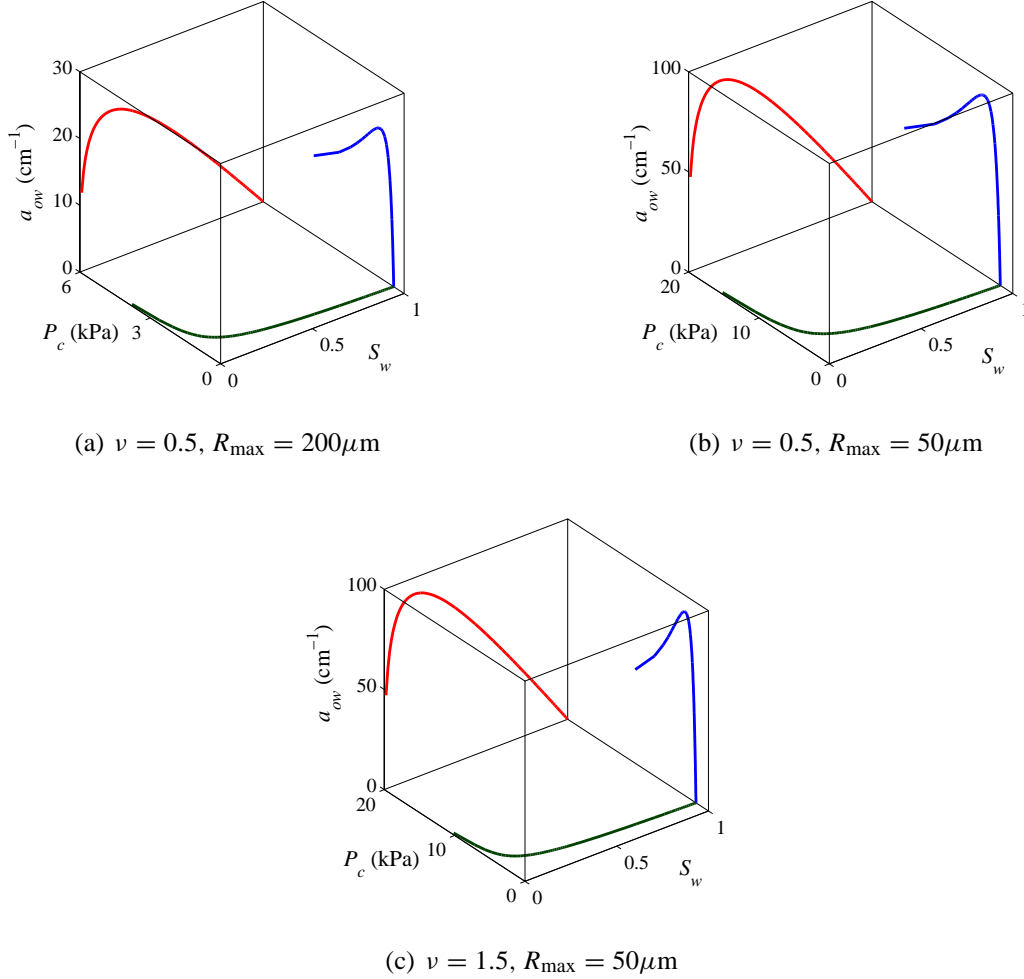 30
20
10
0
a_ow (cm⁻¹)
6
3
0
P_c (kPa)
0
0.5
1
S_w
(a) ν = 0.5, R_max = 200μm
100
50
0
a_ow (cm⁻¹)
20
10
0
P_c (kPa)
0
0.5
1
S_w
(b) ν = 0.5, R_max = 50μm
100
50
0
a_ow (cm⁻¹)
20
10
0
P_c (kPa)
0
0.5
1
S_w
(c) ν = 1.5, R_max = 50μm